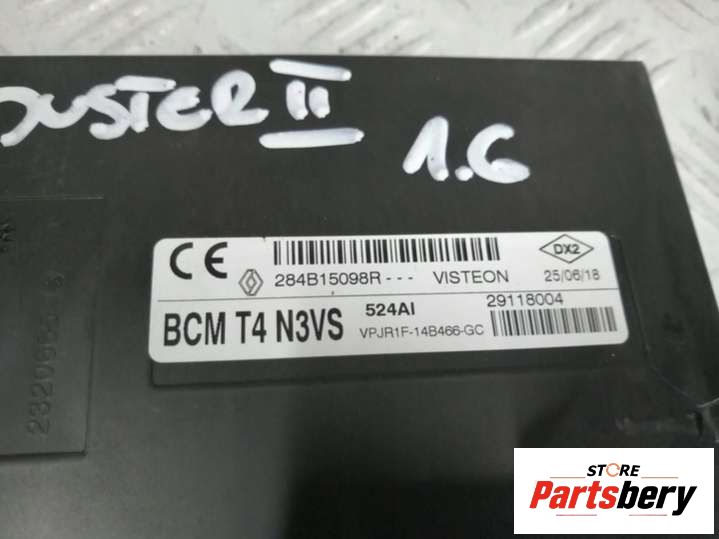 DUSTER II
1.6
CE 284B15098R--- VISTEON DX2 25/06/18
BCM T4 N3VS 524AI 29118004
VPJR1F-14B466-GC
STORE
Partsbery